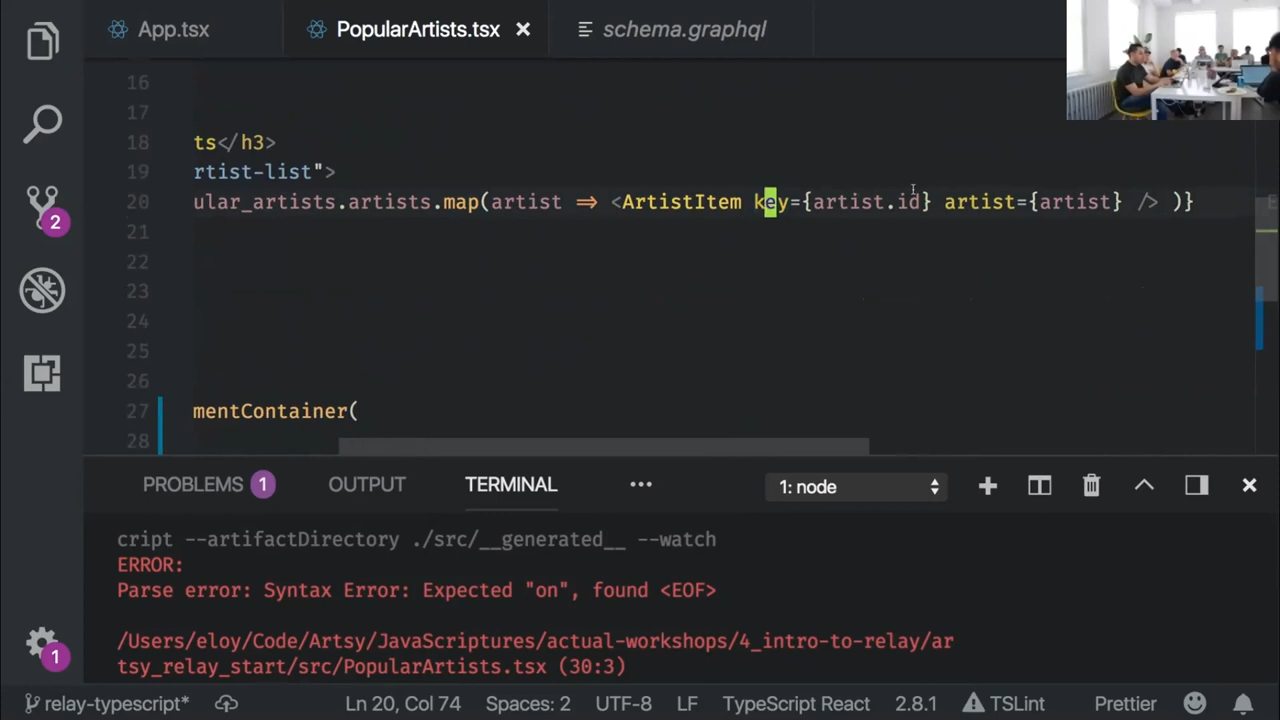 App.tsx
PopularArtists.tsx
schema.graphql
16
17
18 ts</h3>
19 rtist-list">
20 ular_artists.artists.map(artist ⇒ <ArtistItem key={artist.id} artist={artist} /> )}
21
22
23
24
25
26
27 mentContainer(
28
2
1
PROBLEMS 1 OUTPUT TERMINAL ••• 1: node
cript --artifactDirectory ./src/__generated__ --watch
ERROR:
Parse error: Syntax Error: Expected "on", found <EOF>
/Users/eloy/Code/Artsy/JavaScriptures/actual-workshops/4_intro-to-relay/ar
tsy_relay_start/src/PopularArtists.tsx (30:3)
relay-typescript* Ln 20, Col 74 Spaces: 2 UTF-8 LF TypeScript React 2.8.1 TSLint Prettier